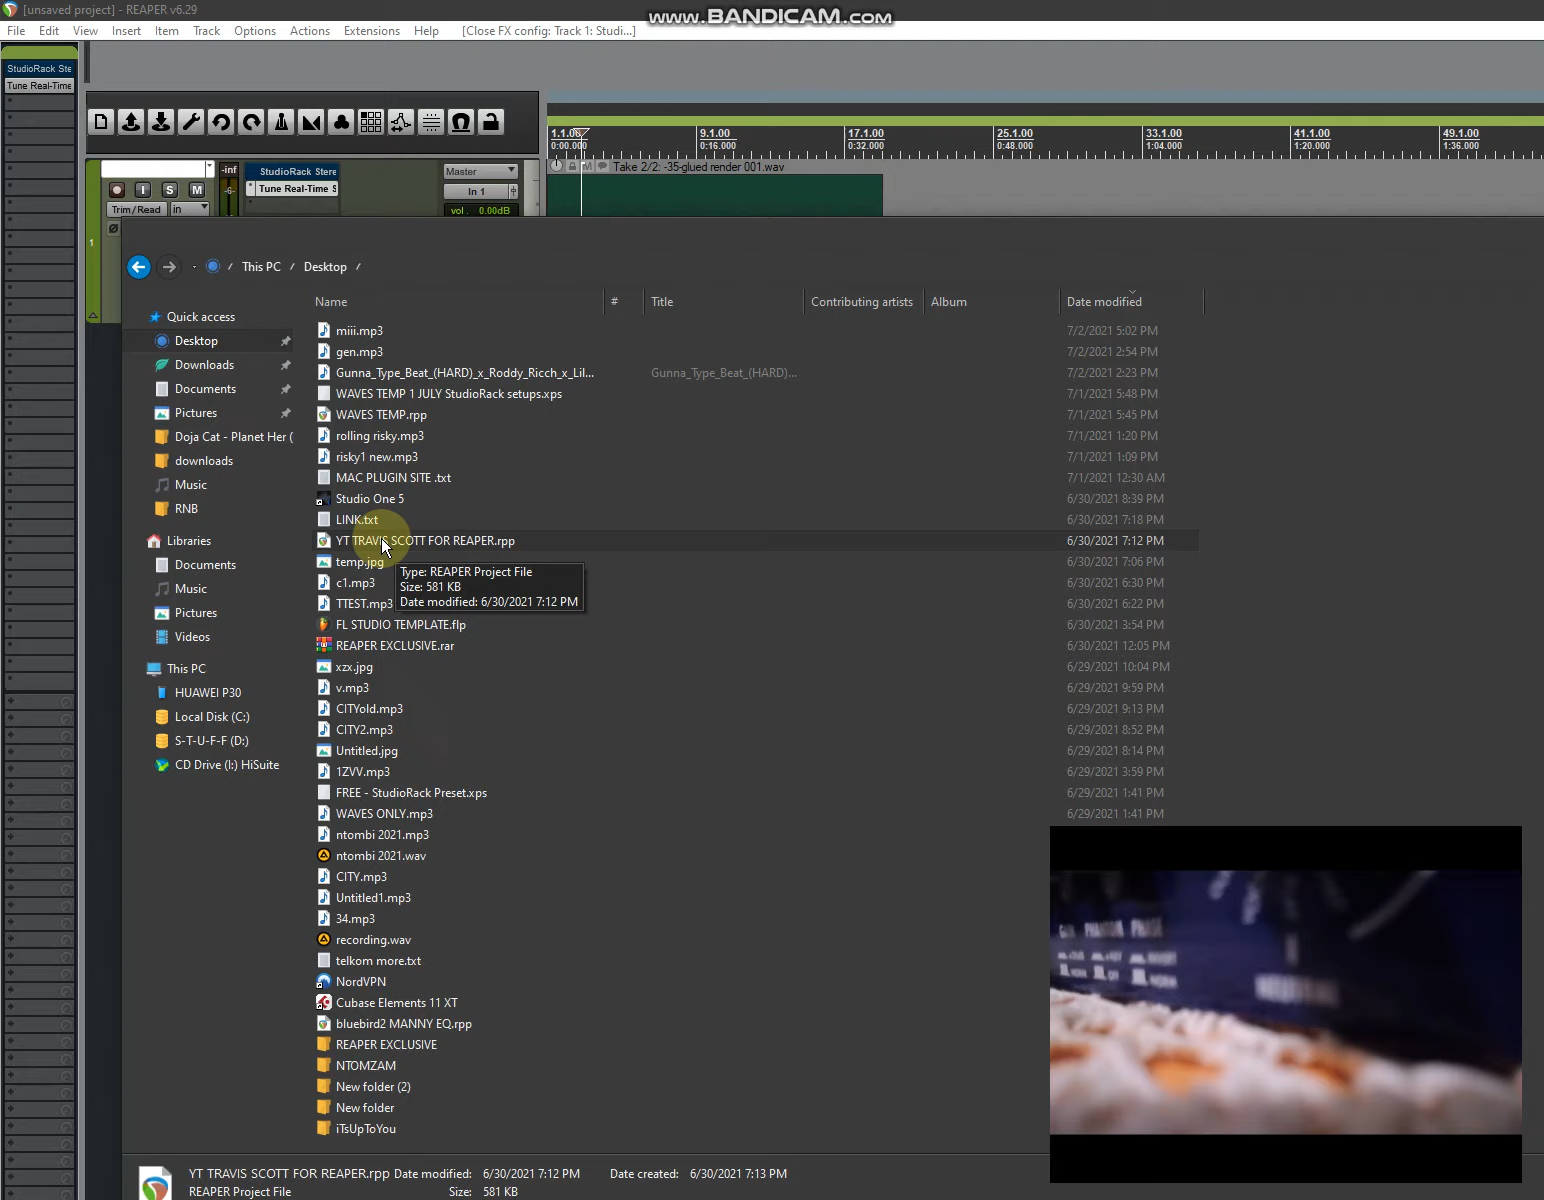 [unsaved project] - REAPER v6.29
www.BANDICAM.com
File Edit View Insert Item Track Options Actions Extensions Help [Close FX config: Track 1: Studi...]
StudioRack Ste
Tune Real-Time
1.1.00 9.1.00 17.1.00 25.1.00 33.1.00 41.1.00 49.1.00
0:00.000 0:16.000 0:32.000 0:48.000 1:04.000 1:20.000 1:36.000
-inf StudioRack Stere Master
Take 2/2: -35-glued render 001.wav
I S M -6- Tune Real-Time S In 1
Trim/Read in vol. 0.00dB
1
This PC / Desktop /
Name # Title Contributing artists Album Date modified
Quick access
Desktop
Downloads
Documents
Pictures
Doja Cat - Planet Her (
downloads
Music
RNB
Libraries
Documents
Music
Pictures
Videos
This PC
HUAWEI P30
Local Disk (C:)
S-T-U-F-F (D:)
CD Drive (I:) HiSuite
miii.mp3 7/2/2021 5:02 PM
gen.mp3 7/2/2021 2:54 PM
Gunna_Type_Beat_(HARD)_x_Roddy_Ricch_x_Lil... Gunna_Type_Beat_(HARD)... 7/2/2021 2:23 PM
WAVES TEMP 1 JULY StudioRack setups.xps 7/1/2021 5:48 PM
WAVES TEMP.rpp 7/1/2021 5:45 PM
rolling risky.mp3 7/1/2021 1:20 PM
risky1 new.mp3 7/1/2021 1:09 PM
MAC PLUGIN SITE .txt 7/1/2021 12:30 AM
Studio One 5 6/30/2021 8:39 PM
LINK.txt 6/30/2021 7:18 PM
YT TRAVIS SCOTT FOR REAPER.rpp 6/30/2021 7:12 PM
temp.jpg 6/30/2021 7:06 PM
c1.mp3 6/30/2021 6:30 PM
TTEST.mp3 6/30/2021 6:22 PM
Type: REAPER Project File
Size: 581 KB
Date modified: 6/30/2021 7:12 PM
FL STUDIO TEMPLATE.flp 6/30/2021 3:54 PM
REAPER EXCLUSIVE.rar 6/30/2021 12:05 PM
xzx.jpg 6/29/2021 10:04 PM
v.mp3 6/29/2021 9:59 PM
CITYold.mp3 6/29/2021 9:13 PM
CITY2.mp3 6/29/2021 8:52 PM
Untitled.jpg 6/29/2021 8:14 PM
1ZVV.mp3 6/29/2021 3:59 PM
FREE - StudioRack Preset.xps 6/29/2021 1:41 PM
WAVES ONLY.mp3 6/29/2021 1:41 PM
ntombi 2021.mp3
ntombi 2021.wav
CITY.mp3
Untitled1.mp3
34.mp3
recording.wav
telkom more.txt
NordVPN
Cubase Elements 11 XT
bluebird2 MANNY EQ.rpp
REAPER EXCLUSIVE
NTOMZAM
New folder (2)
New folder
iTsUpToYou
PHANTOM PHASE
YT TRAVIS SCOTT FOR REAPER.rpp Date modified: 6/30/2021 7:12 PM Date created: 6/30/2021 7:13 PM
REAPER Project File Size: 581 KB